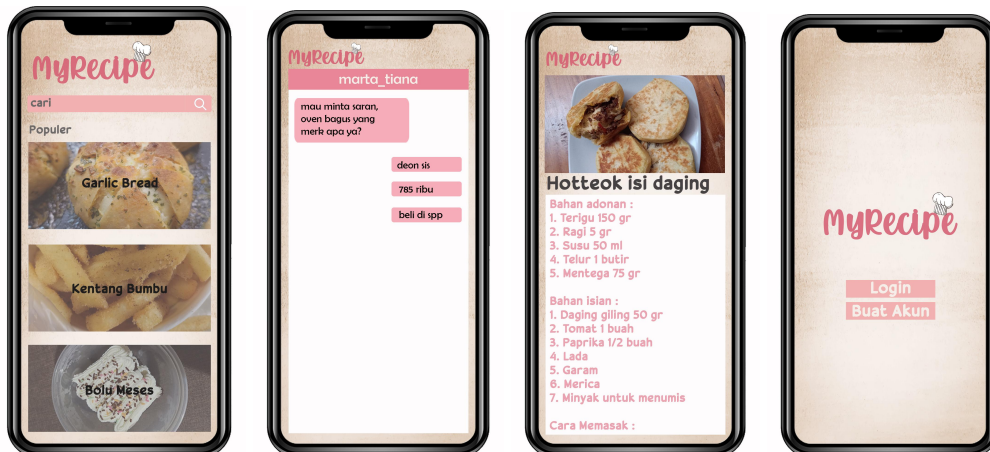 MyRecipe
cari
Populer
Garlic Bread
Kentang Bumbu
Bolu Meses
MyRecipe
marta_tiana
mau minta saran,
oven bagus yang
merk apa ya?
deon sis
785 ribu
beli di spp
MyRecipe
Hotteok isi daging
Bahan adonan :
1. Terigu 150 gr
2. Ragi 5 gr
3. Susu 50 ml
4. Telur 1 butir
5. Mentega 75 gr
Bahan isian :
1. Daging giling 50 gr
2. Tomat 1 buah
3. Paprika 1/2 buah
4. Lada
5. Garam
6. Merica
7. Minyak untuk menumis
Cara Memasak :
MyRecipe
Login
Buat Akun